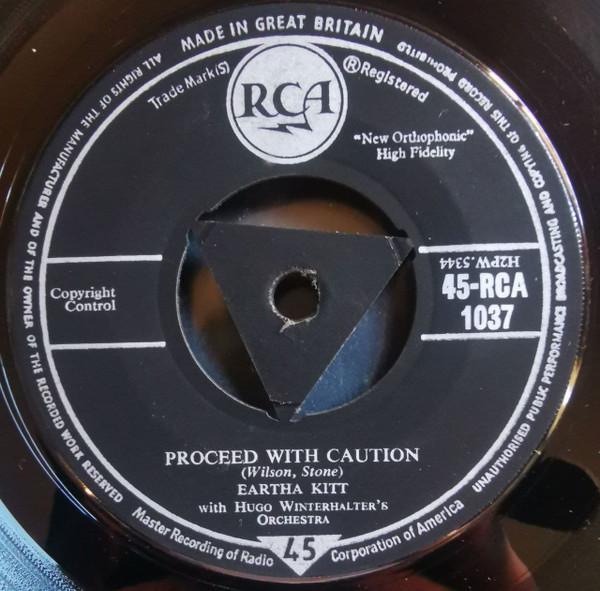 MADE IN GREAT BRITAIN
ALL RIGHTS OF THE MANUFACTURER AND OF THE OWNER OF THE RECORDED WORK RESERVED
UNAUTHORISED PUBLIC PERFORMANCE BROADCASTING AND COPYING OF THIS RECORD PROHIBITED
Trade Mark(S)
RCA
®Registered
"New Orthophonic"
High Fidelity
Copyright
Control
H2PW.5344
45-RCA
1037
PROCEED WITH CAUTION
(Wilson, Stone)
EARTHA KITT
with HUGO WINTERHALTER'S
ORCHESTRA
Master Recording of Radio
45
Corporation of America